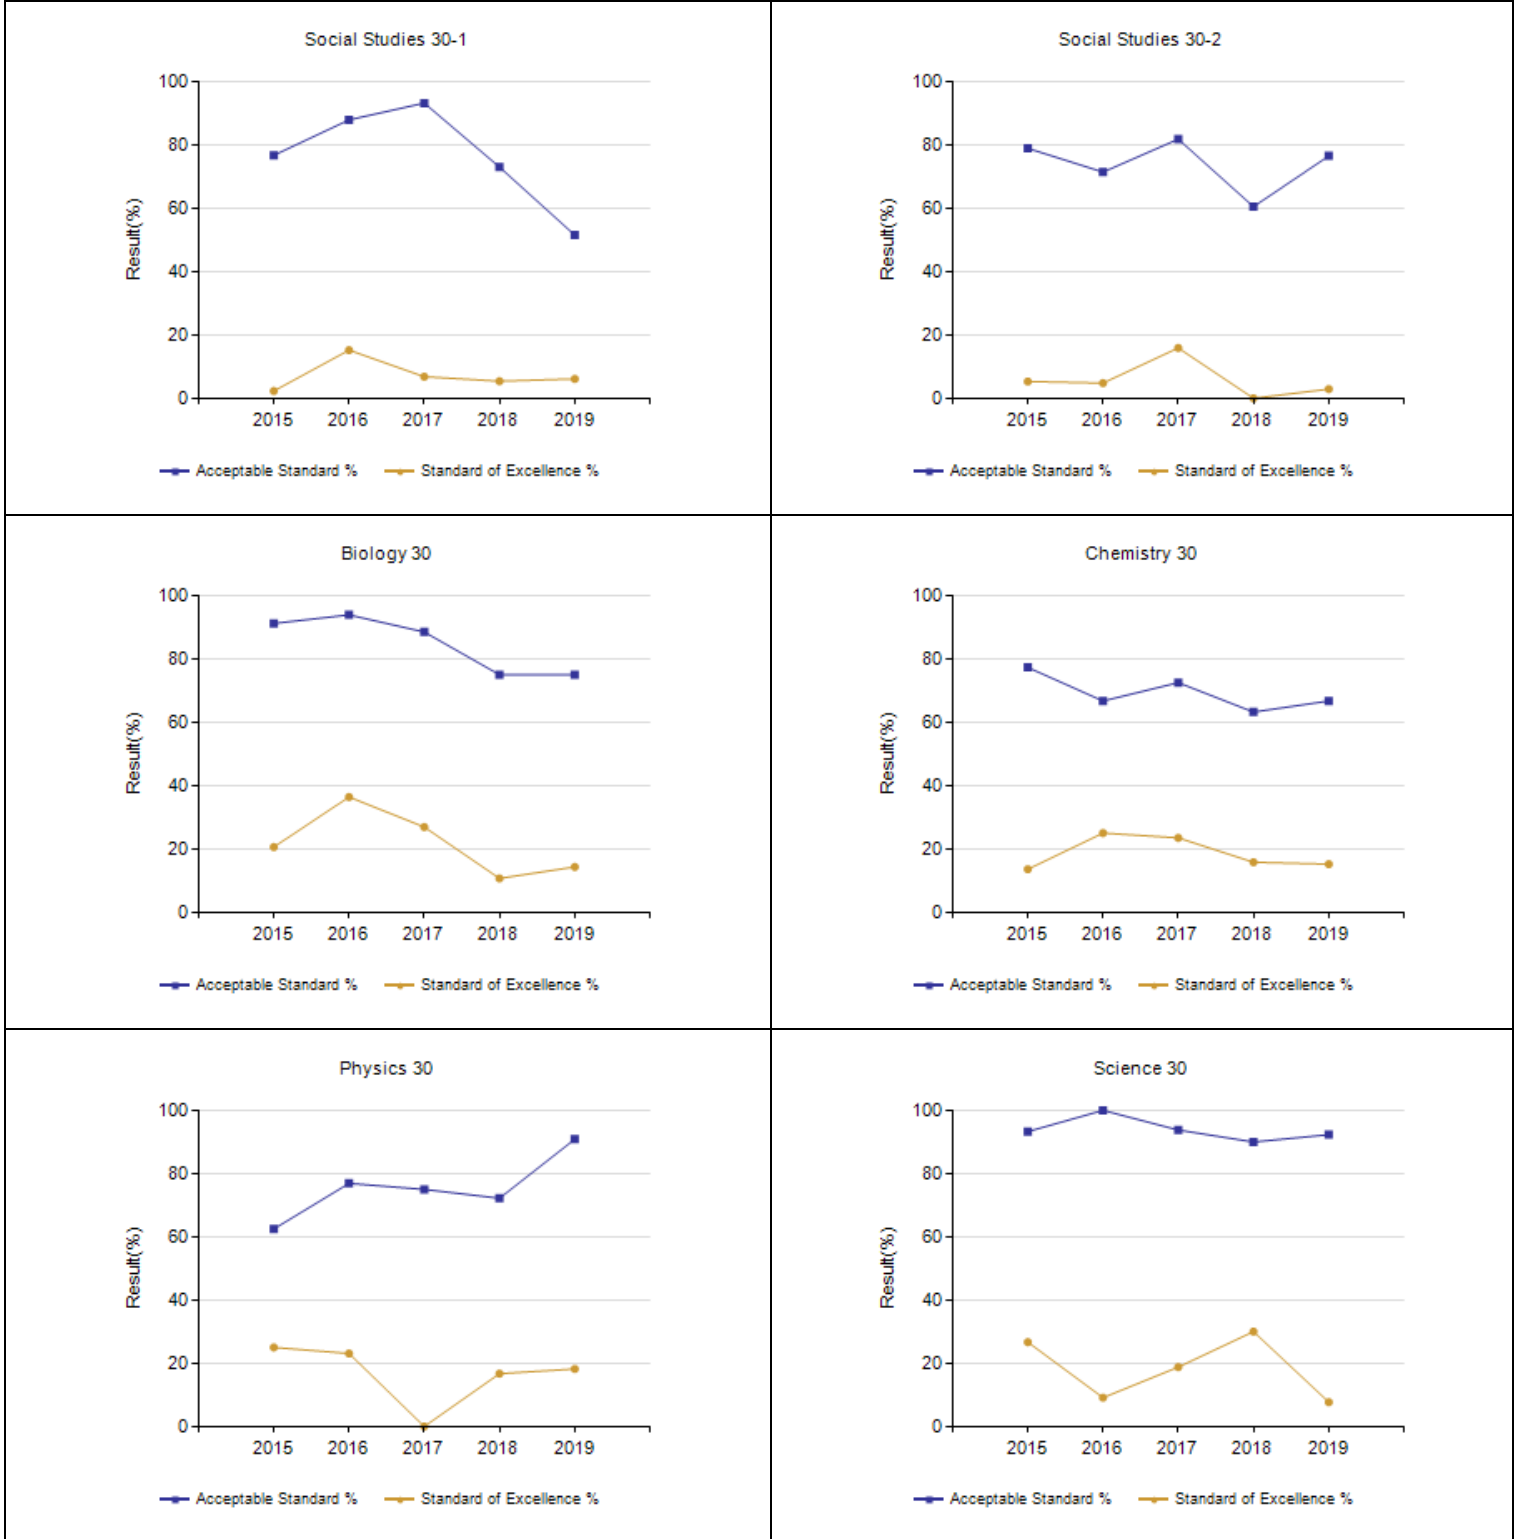 Social Studies 30-1
100
80
60
40
20
0
Result(%)
2015 2016 2017 2018 2019
Acceptable Standard % Standard of Excellence %
Social Studies 30-2
100
80
60
40
20
0
Result(%)
2015 2016 2017 2018 2019
Acceptable Standard % Standard of Excellence %
Biology 30
100
80
60
40
20
0
Result(%)
2015 2016 2017 2018 2019
Acceptable Standard % Standard of Excellence %
Chemistry 30
100
80
60
40
20
0
Result(%)
2015 2016 2017 2018 2019
Acceptable Standard % Standard of Excellence %
Physics 30
100
80
60
40
20
0
Result(%)
2015 2016 2017 2018 2019
Acceptable Standard % Standard of Excellence %
Science 30
100
80
60
40
20
0
Result(%)
2015 2016 2017 2018 2019
Acceptable Standard % Standard of Excellence %